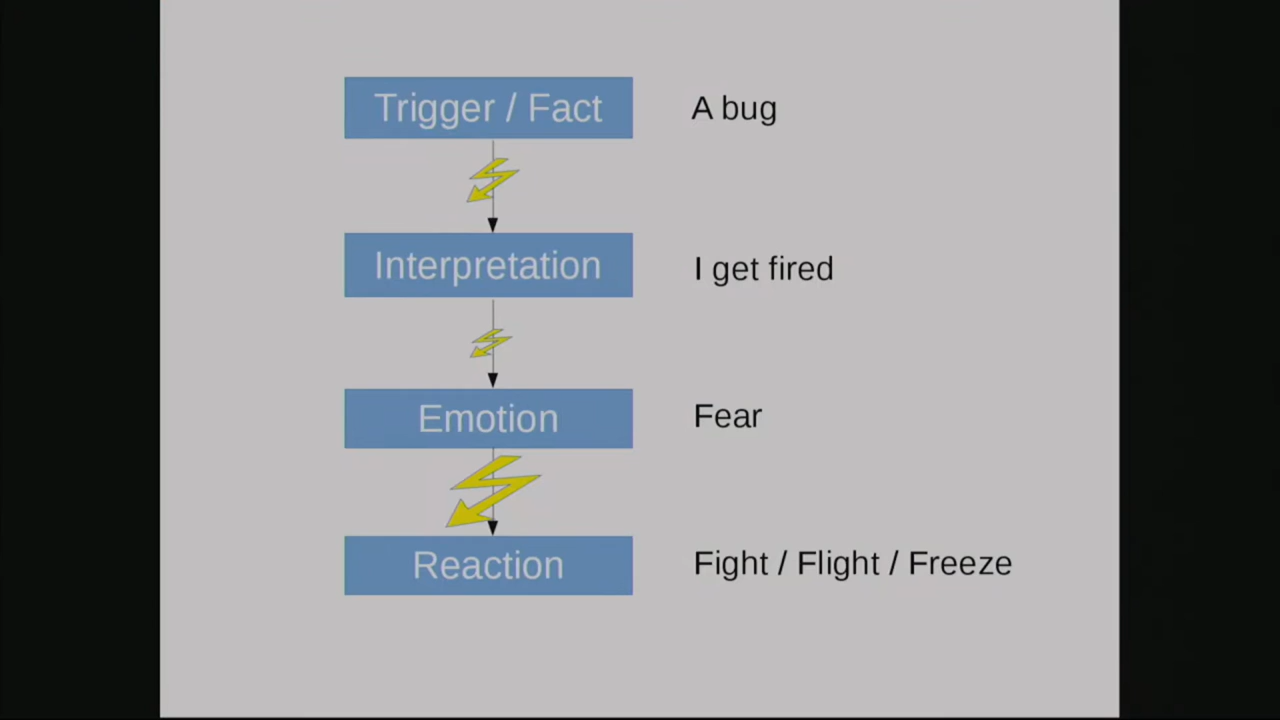 Trigger / Fact
A bug
Interpretation
I get fired
Emotion
Fear
Reaction
Fight / Flight / Freeze